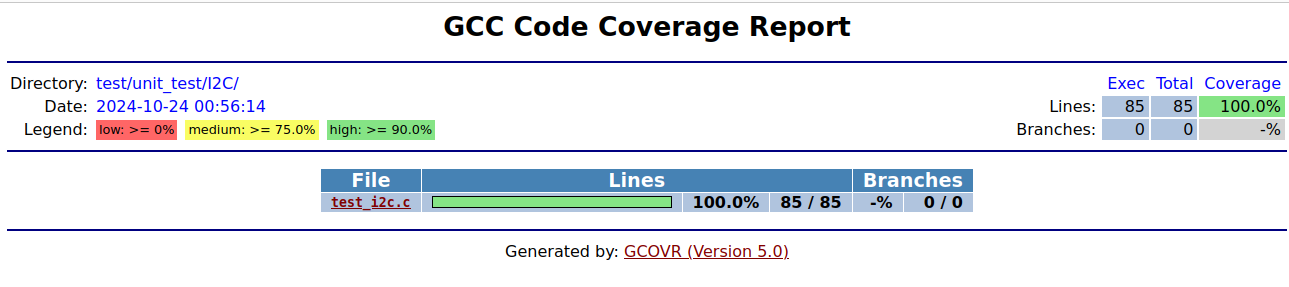 GCC Code Coverage Report
Directory: test/unit_test/I2C/ Exec Total Coverage
Date: 2024-10-24 00:56:14 Lines: 85 85 100.0%
Legend: low: >= 0% medium: >= 75.0% high: >= 90.0% Branches: 0 0 -%
File Lines Branches
test_i2c.c 100.0% 85 / 85 -% 0 / 0
Generated by: GCOVR (Version 5.0)